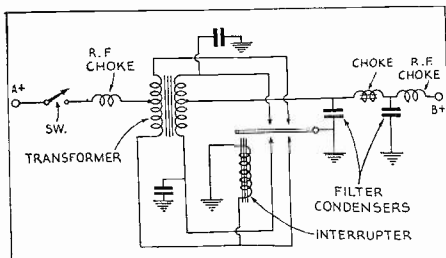 A+
SW.
R.F.
CHOKE
TRANSFORMER
CHOKE
R.F.
CHOKE
B+
FILTER
CONDENSERS
INTERRUPTER